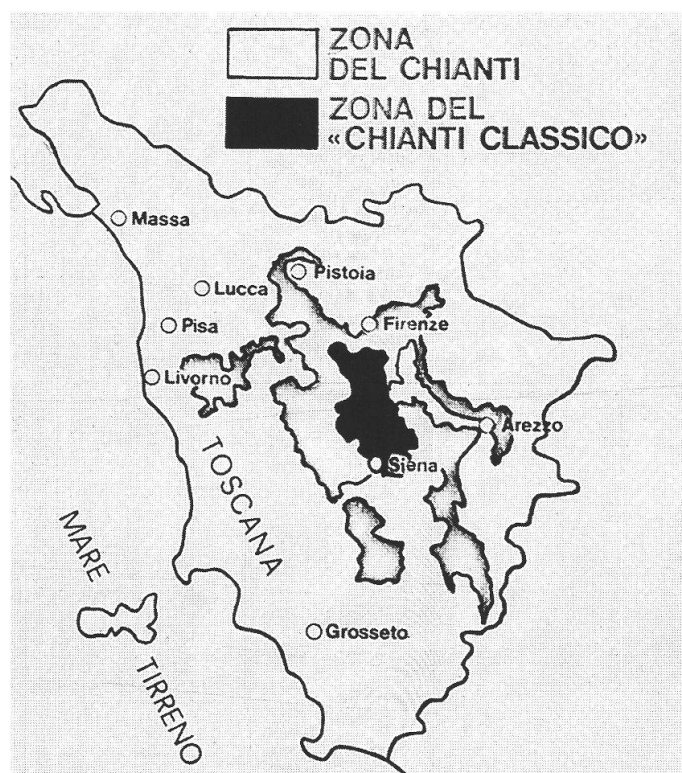 ZONA
DEL CHIANTI
ZONA DEL
«CHIANTI CLASSICO»
Massa
Pistoia
Lucca
Pisa
Firenze
Livorno
Arezzo
Siena
TOSCANA
MARE
TIRRENO
Grosseto